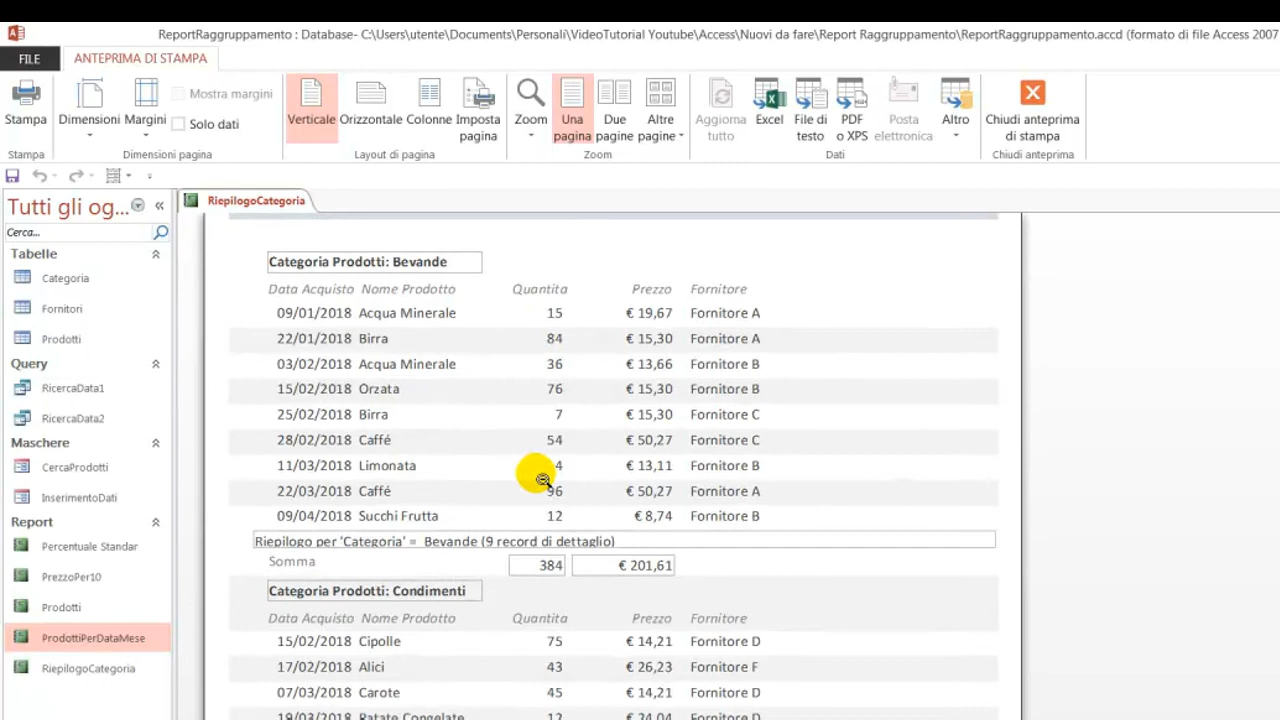 ReportRaggruppamento : Database- C:\Users\utente\Documents\Personali\VideoTutorial Youtube\Access\Nuovi da fare\Report Raggruppamento\ReportRaggruppamento.accd (formato di file Access 2007
FILE ANTEPRIMA DI STAMPA
Stampa Dimensioni Margini Mostra margini Solo dati Verticale Orizzontale Colonne Imposta pagina Zoom Una pagina Due pagine Altre pagine Aggiorna tutto Excel File di testo PDF o XPS Posta elettronica Altro Chiudi anteprima di stampa
Stampa Dimensioni pagina Layout di pagina Zoom Dati Chiudi anteprima
Tutti gli og...
Cerca...
Tabelle
Categoria
Fornitori
Prodotti
Query
RicercaData1
RicercaData2
Maschere
CercaProdotti
InserimentoDati
Report
Percentuale Standar
PrezzoPer10
Prodotti
ProdottiPerDataMese
RiepilogoCategoria
RiepilogoCategoria
Categoria Prodotti: Bevande
Data Acquisto Nome Prodotto Quantita Prezzo Fornitore
09/01/2018 Acqua Minerale 15 € 19,67 Fornitore A
22/01/2018 Birra 84 € 15,30 Fornitore A
03/02/2018 Acqua Minerale 36 € 13,66 Fornitore B
15/02/2018 Orzata 76 € 15,30 Fornitore B
25/02/2018 Birra 7 € 15,30 Fornitore C
28/02/2018 Caffé 54 € 50,27 Fornitore C
11/03/2018 Limonata 4 € 13,11 Fornitore B
22/03/2018 Caffé 96 € 50,27 Fornitore A
09/04/2018 Succhi Frutta 12 € 8,74 Fornitore B
Riepilogo per 'Categoria' = Bevande (9 record di dettaglio)
Somma 384 € 201,61
Categoria Prodotti: Condimenti
Data Acquisto Nome Prodotto Quantita Prezzo Fornitore
15/02/2018 Cipolle 75 € 14,21 Fornitore D
17/02/2018 Alici 43 € 26,23 Fornitore F
07/03/2018 Carote 45 € 14,21 Fornitore D
19/03/2018 Patate Congelate 12 € 24,04 Fornitore D